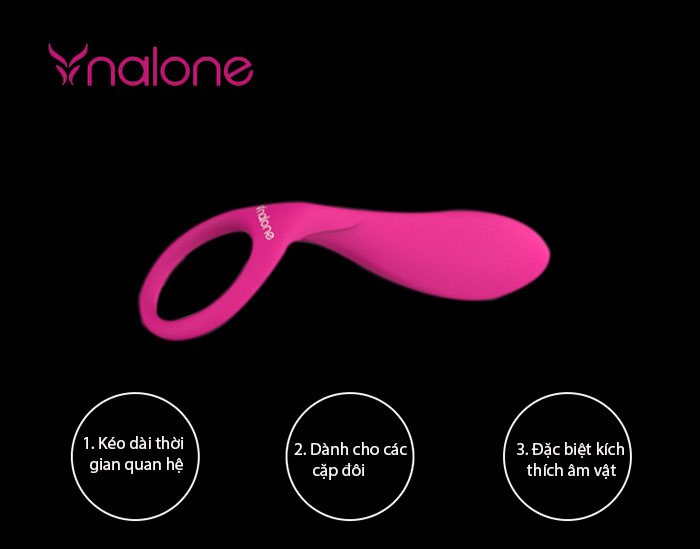 nalone
nalone
1. Kéo dài thời
gian quan hệ
2. Dành cho các
cặp đôi
3. Đặc biệt kích
thích âm vật